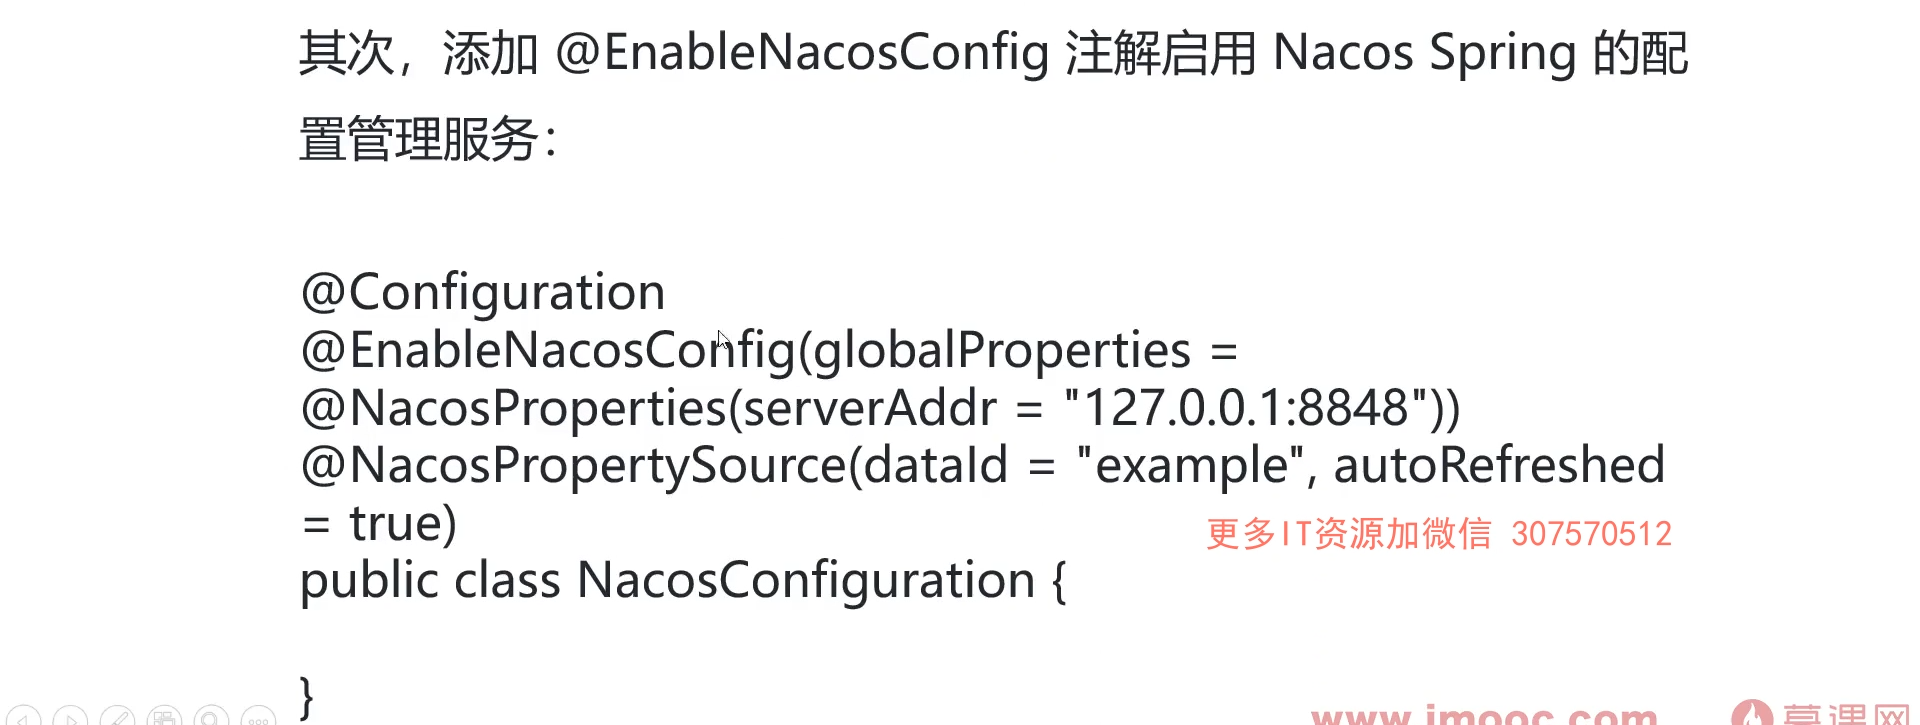 其次，添加 @EnableNacosConfig 注解启用 Nacos Spring 的配
置管理服务：
@Configuration
@EnableNacosConfig(globalProperties =
@NacosProperties(serverAddr = "127.0.0.1:8848"))
@NacosPropertySource(dataId = "example", autoRefreshed
= true)
更多IT资源加微信 307570512
public class NacosConfiguration {
}
www.imooc.com
慕课网